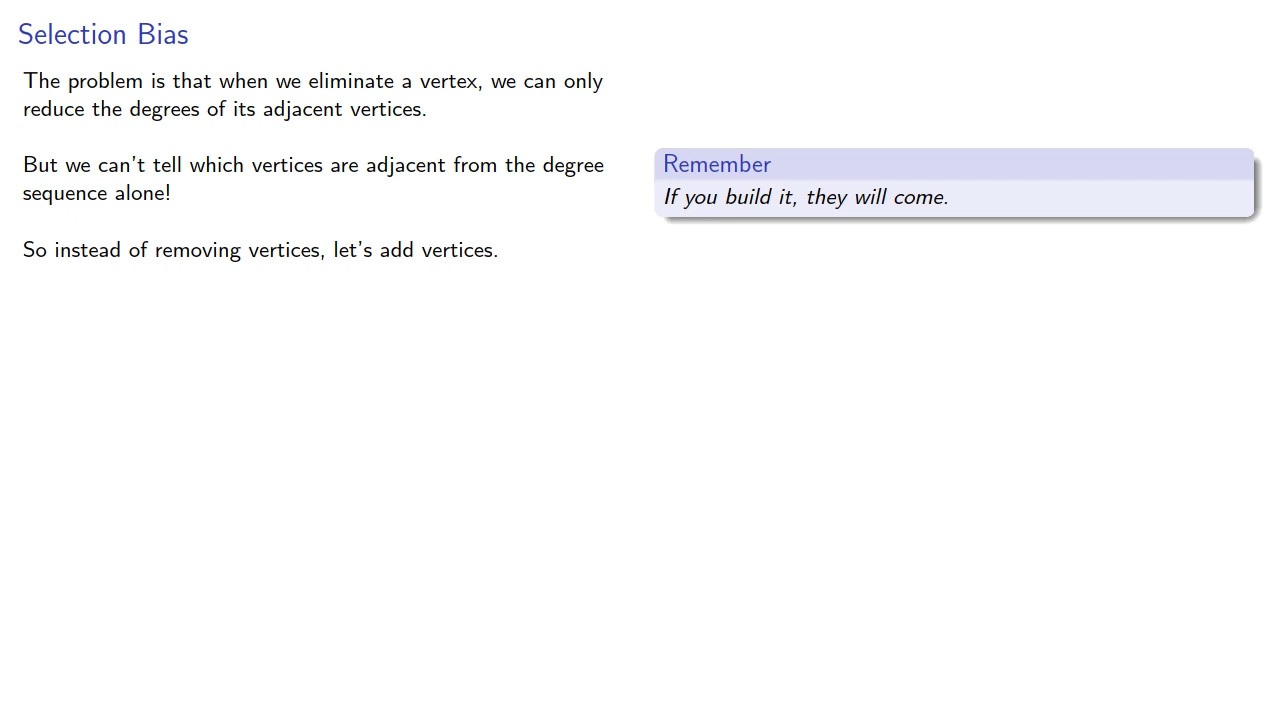 Selection Bias
The problem is that when we eliminate a vertex, we can only
reduce the degrees of its adjacent vertices.
But we can't tell which vertices are adjacent from the degree
sequence alone!
So instead of removing vertices, let's add vertices.
Remember
If you build it, they will come.